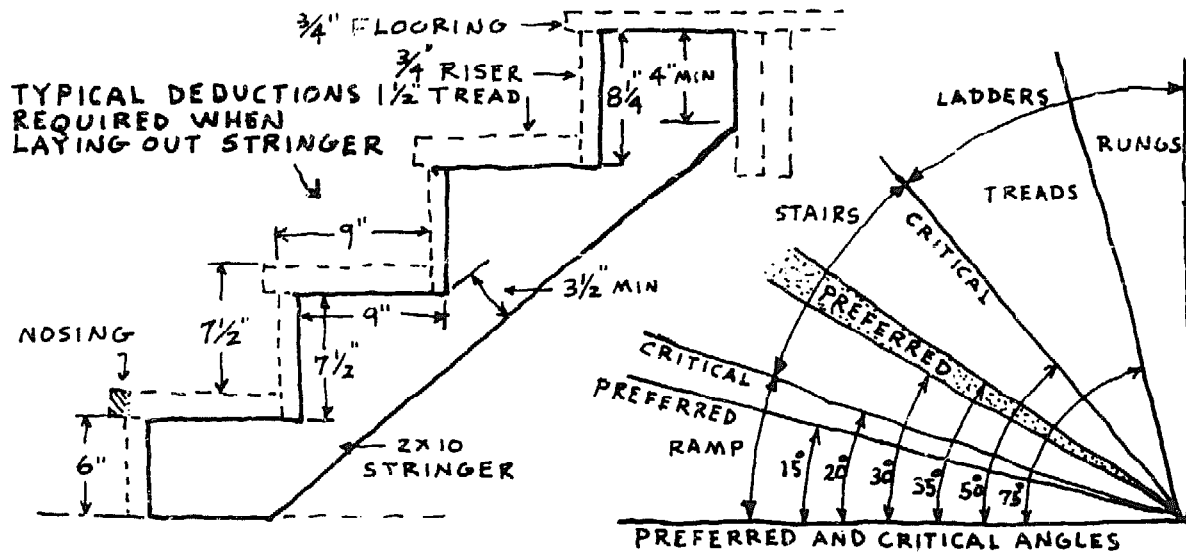 3/4" FLOORING
3/4" RISER
1 1/2" TREAD
TYPICAL DEDUCTIONS
REQUIRED WHEN
LAYING OUT STRINGER
8 1/4
4" MIN
9"
3 1/2" MIN
9"
NOSING
7 1/2"
7 1/2"
6"
2X10
STRINGER
LADDERS
RUNGS
TREADS
STAIRS
CRITICAL
PREFERRED
CRITICAL
PREFERRED
RAMP
15° 20° 30° 35° 50° 75°
PREFERRED AND CRITICAL ANGLES